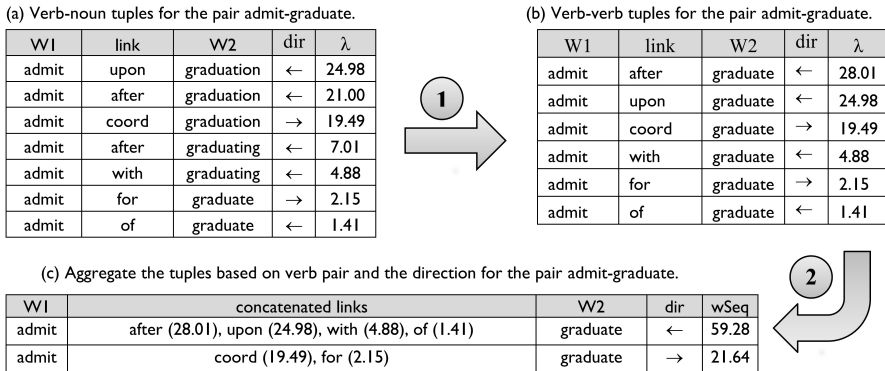 (a) Verb-noun tuples for the pair admit-graduate.
W1 link W2 dir λ
admit upon graduation ← 24.98
admit after graduation ← 21.00
admit coord graduation → 19.49
admit after graduating ← 7.01
admit with graduating ← 4.88
admit for graduate → 2.15
admit of graduate ← 1.41
1
(b) Verb-verb tuples for the pair admit-graduate.
W1 link W2 dir λ
admit after graduate ← 28.01
admit upon graduate ← 24.98
admit coord graduate → 19.49
admit with graduate ← 4.88
admit for graduate → 2.15
admit of graduate ← 1.41
2
(c) Aggregate the tuples based on verb pair and the direction for the pair admit-graduate.
W1 concatenated links W2 dir wSeq
admit after (28.01), upon (24.98), with (4.88), of (1.41) graduate ← 59.28
admit coord (19.49), for (2.15) graduate → 21.64